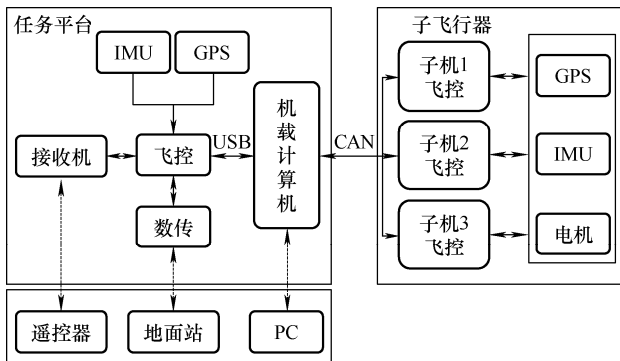 任务平台
IMU
GPS
接收机
飞控
USB
机载计算机
数传
CAN
子飞行器
子机1
飞控
子机2
飞控
子机3
飞控
GPS
IMU
电机
遥控器
地面站
PC